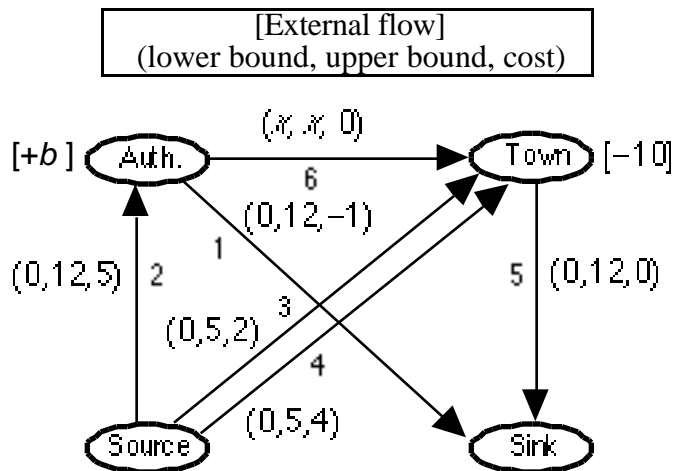 [External flow]
(lower bound, upper bound, cost)
(x, x, 0)
[+b ]
Auth.
Town
[−10]
6
(0,12,−1)
1
(0,12,5)
2
3
5
(0,12,0)
(0,5,2)
4
(0,5,4)
Source
Sink